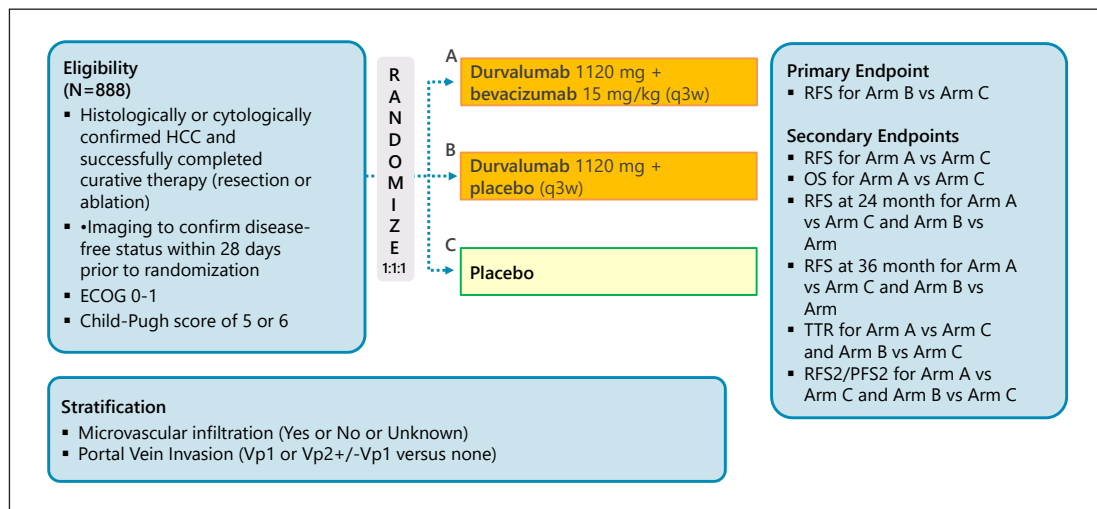 Eligibility
(N=888)
▪ Histologically or cytologically
confirmed HCC and
successfully completed
curative therapy (resection or
ablation)
▪ •Imaging to confirm disease-
free status within 28 days
prior to randomization
▪ ECOG 0-1
▪ Child-Pugh score of 5 or 6
R
A
N
D
O
M
I
Z
E
1:1:1
A
Durvalumab 1120 mg +
bevacizumab 15 mg/kg (q3w)
B
Durvalumab 1120 mg +
placebo (q3w)
C
Placebo
Primary Endpoint
▪ RFS for Arm B vs Arm C
Secondary Endpoints
▪ RFS for Arm A vs Arm C
▪ OS for Arm A vs Arm C
▪ RFS at 24 month for Arm A
vs Arm C and Arm B vs
Arm
▪ RFS at 36 month for Arm A
vs Arm C and Arm B vs
Arm
▪ TTR for Arm A vs Arm C
and Arm B vs Arm C
▪ RFS2/PFS2 for Arm A vs
Arm C and Arm B vs Arm C
Stratification
▪ Microvascular infiltration (Yes or No or Unknown)
▪ Portal Vein Invasion (Vp1 or Vp2+/-Vp1 versus none)